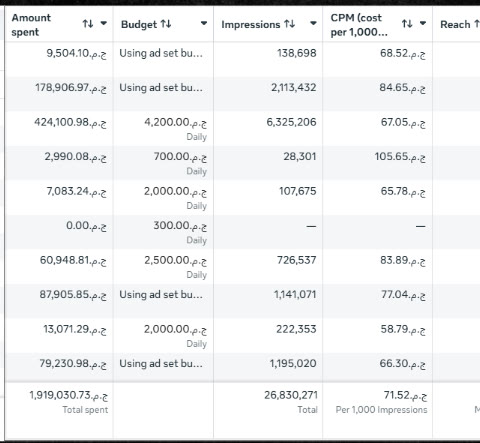 Amount spent ↑↓ Budget ↑↓ Impressions ↑↓ CPM (cost per 1,000... ↑↓ Reach
9,504.10ج.م. Using ad set bu... 138,698 68.52ج.م.
178,906.97ج.م. Using ad set bu... 2,113,432 84.65ج.م.
424,100.98ج.م. 4,200.00ج.م. 6,325,206 67.05ج.م.
Daily
2,990.08ج.م. 700.00ج.م. 28,301 105.65ج.م.
Daily
7,083.24ج.م. 2,000.00ج.م. 107,675 65.78ج.م.
Daily
0.00ج.م. 300.00ج.م. — —
Daily
60,948.81ج.م. 2,500.00ج.م. 726,537 83.89ج.م.
Daily
87,905.85ج.م. Using ad set bu... 1,141,071 77.04ج.م.
13,071.29ج.م. 2,000.00ج.م. 222,353 58.79ج.م.
Daily
79,230.98ج.م. Using ad set bu... 1,195,020 66.30ج.م.
1,919,030.73ج.م. 26,830,271 71.52ج.م.
Total spent Total Per 1,000 Impressions